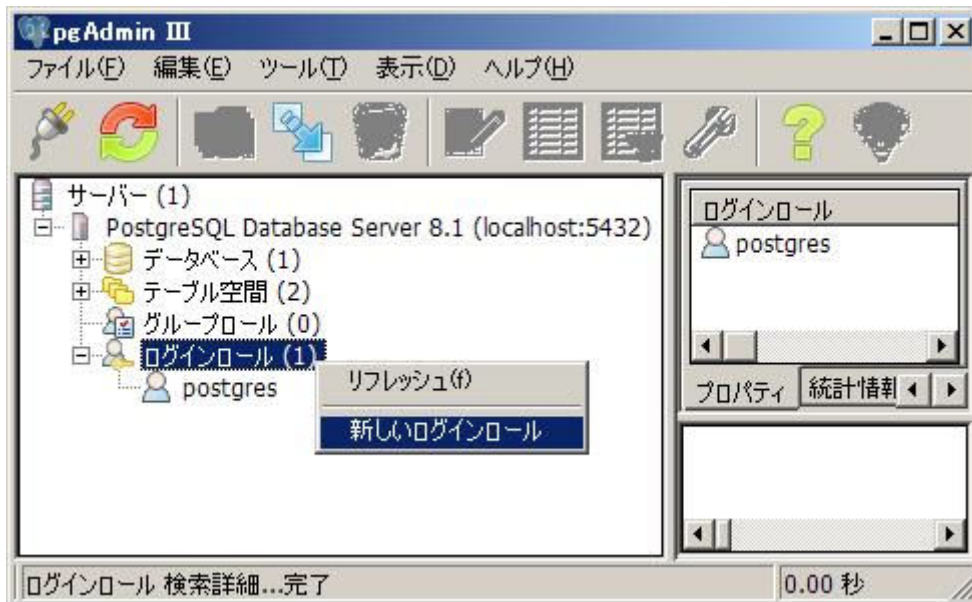 pgAdmin III
ファイル(F) 編集(E) ツール(T) 表示(D) ヘルプ(H)
サーバー (1)
PostgreSQL Database Server 8.1 (localhost:5432)
データベース (1)
テーブル空間 (2)
グループロール (0)
ログインロール (1)
postgres
リフレッシュ(f)
新しいログインロール
ログインロール
postgres
プロパティ 統計情報
ログインロール 検索詳細...完了
0.00 秒